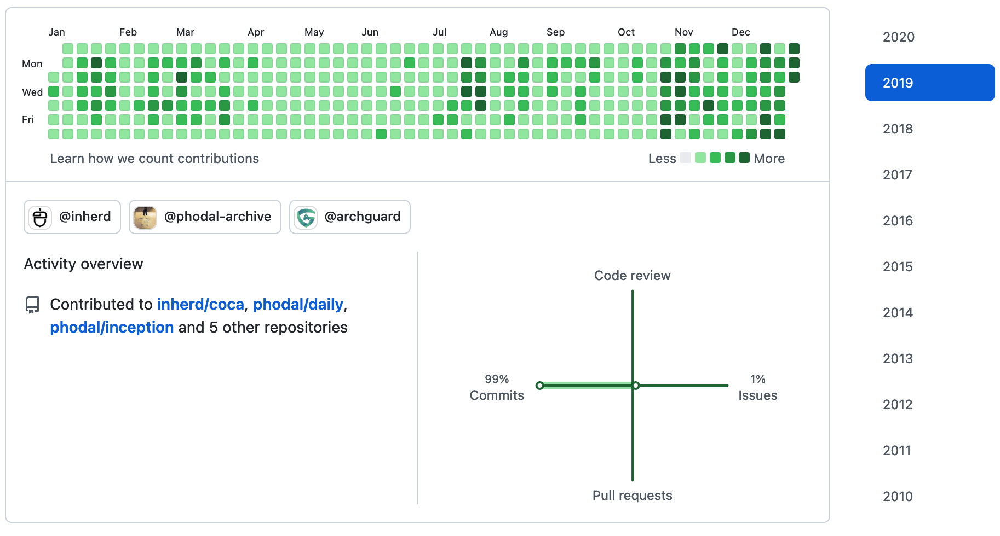 Jan Feb Mar Apr May Jun Jul Aug Sep Oct Nov Dec
Mon
Wed
Fri
Learn how we count contributions
Less More
@inherd @phodal-archive @archguard
Activity overview
Contributed to inherd/coca, phodal/daily,
phodal/inception and 5 other repositories
Code review
99%
Commits
1%
Issues
Pull requests
2020
2019
2018
2017
2016
2015
2014
2013
2012
2011
2010